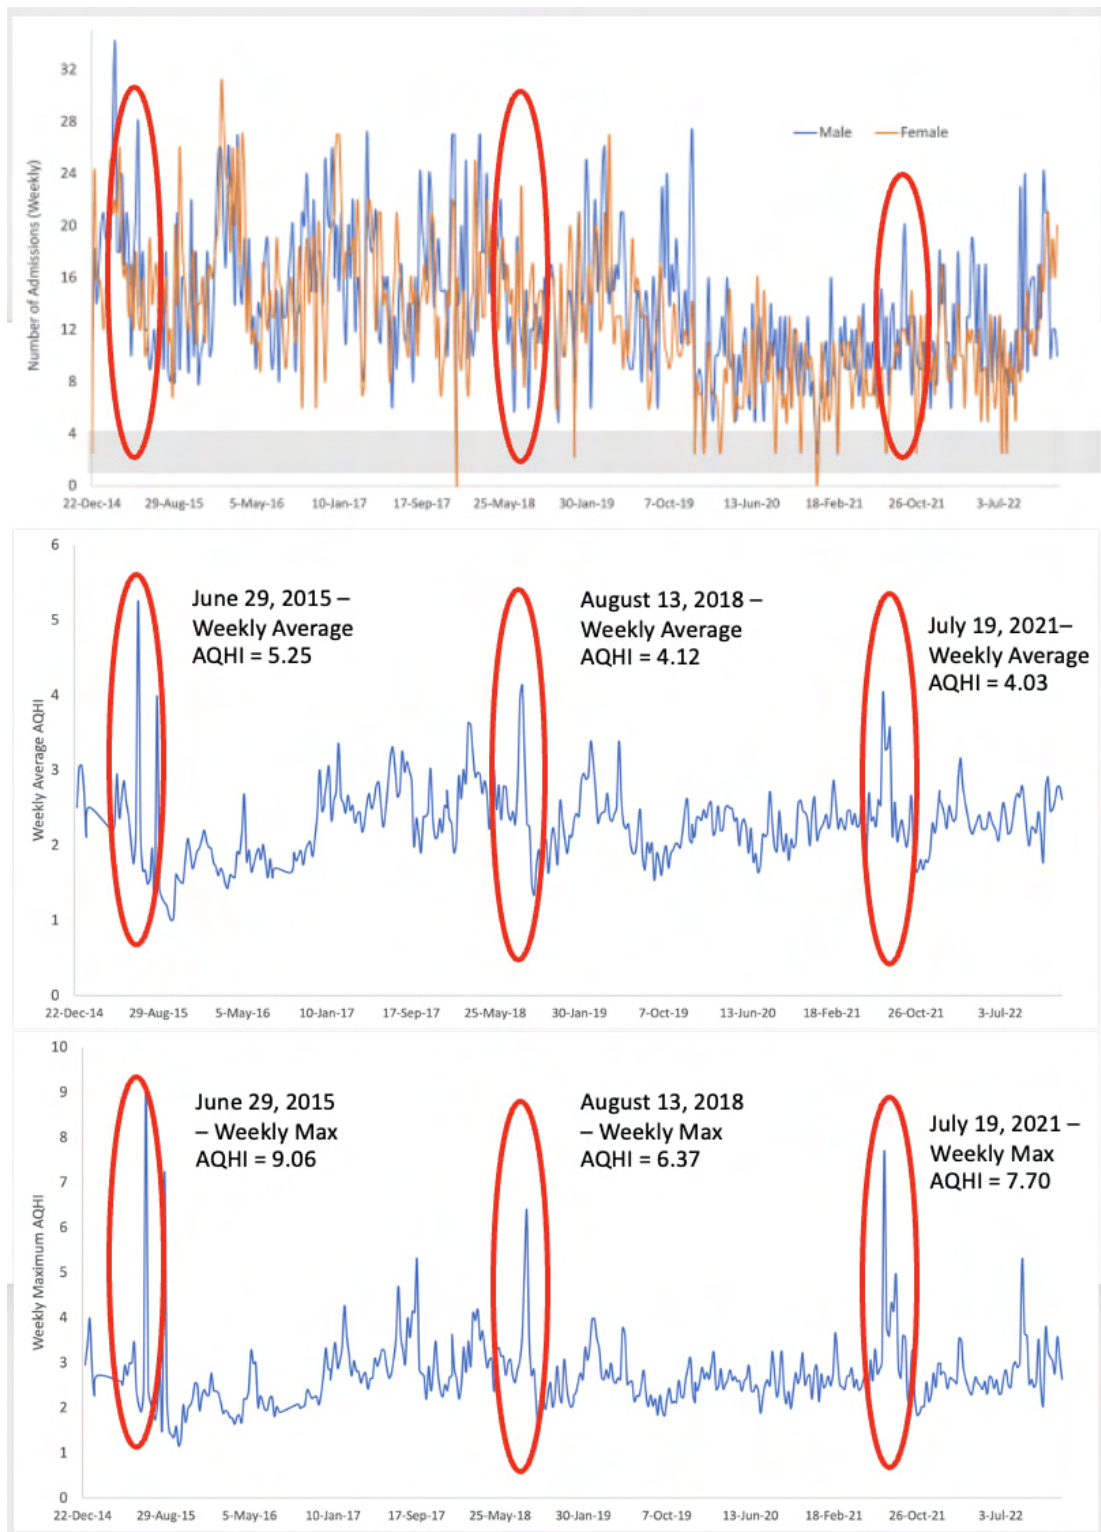 Number of Admissions (Weekly)
32
28
24
20
16
12
8
4
0
Male
Female
22-Dec-14 29-Aug-15 5-May-16 10-Jan-17 17-Sep-17 25-May-18 30-Jan-19 7-Oct-19 13-Jun-20 18-Feb-21 26-Oct-21 3-Jul-22
Weekly Average AQHI
6
5
4
3
2
1
0
June 29, 2015 –
Weekly Average
AQHI = 5.25
August 13, 2018 –
Weekly Average
AQHI = 4.12
July 19, 2021–
Weekly Average
AQHI = 4.03
22-Dec-14 29-Aug-15 5-May-16 10-Jan-17 17-Sep-17 25-May-18 30-Jan-19 7-Oct-19 13-Jun-20 18-Feb-21 26-Oct-21 3-Jul-22
Weekly Maximum AQHI
10
9
8
7
6
5
4
3
2
1
0
June 29, 2015
– Weekly Max
AQHI = 9.06
August 13, 2018
– Weekly Max
AQHI = 6.37
July 19, 2021 –
Weekly Max
AQHI = 7.70
22-Dec-14 29-Aug-15 5-May-16 10-Jan-17 17-Sep-17 25-May-18 30-Jan-19 7-Oct-19 13-Jun-20 18-Feb-21 26-Oct-21 3-Jul-22